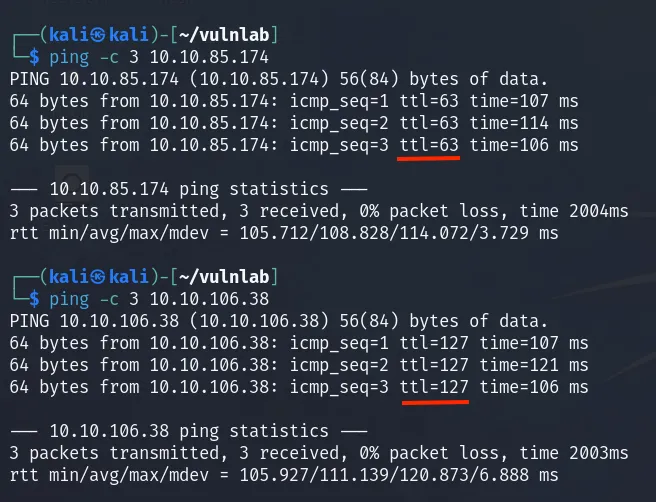 ┌──(kali㉿kali)-[~/vulnlab]
└─$ ping -c 3 10.10.85.174
PING 10.10.85.174 (10.10.85.174) 56(84) bytes of data.
64 bytes from 10.10.85.174: icmp_seq=1 ttl=63 time=107 ms
64 bytes from 10.10.85.174: icmp_seq=2 ttl=63 time=114 ms
64 bytes from 10.10.85.174: icmp_seq=3 ttl=63 time=106 ms
--- 10.10.85.174 ping statistics ---
3 packets transmitted, 3 received, 0% packet loss, time 2004ms
rtt min/avg/max/mdev = 105.712/108.828/114.072/3.729 ms
┌──(kali㉿kali)-[~/vulnlab]
└─$ ping -c 3 10.10.106.38
PING 10.10.106.38 (10.10.106.38) 56(84) bytes of data.
64 bytes from 10.10.106.38: icmp_seq=1 ttl=127 time=107 ms
64 bytes from 10.10.106.38: icmp_seq=2 ttl=127 time=121 ms
64 bytes from 10.10.106.38: icmp_seq=3 ttl=127 time=106 ms
--- 10.10.106.38 ping statistics ---
3 packets transmitted, 3 received, 0% packet loss, time 2003ms
rtt min/avg/max/mdev = 105.927/111.139/120.873/6.888 ms